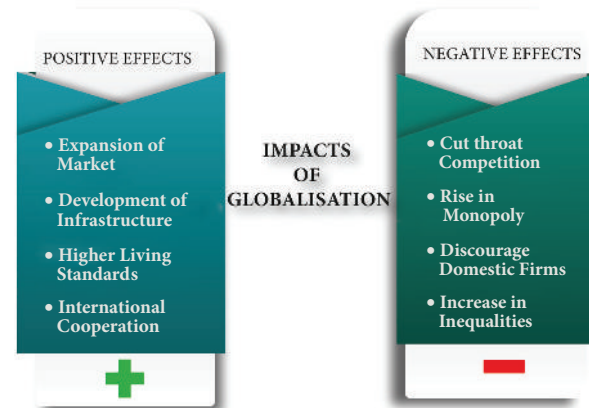 POSITIVE EFFECTS
• Expansion of
Market
• Development of
Infrastructure
• Higher Living
Standards
• International
Cooperation
IMPACTS
OF
GLOBALISATION
NEGATIVE EFFECTS
• Cut throat
Competition
• Rise in
Monopoly
• Discourage
Domestic Firms
• Increase in
Inequalities